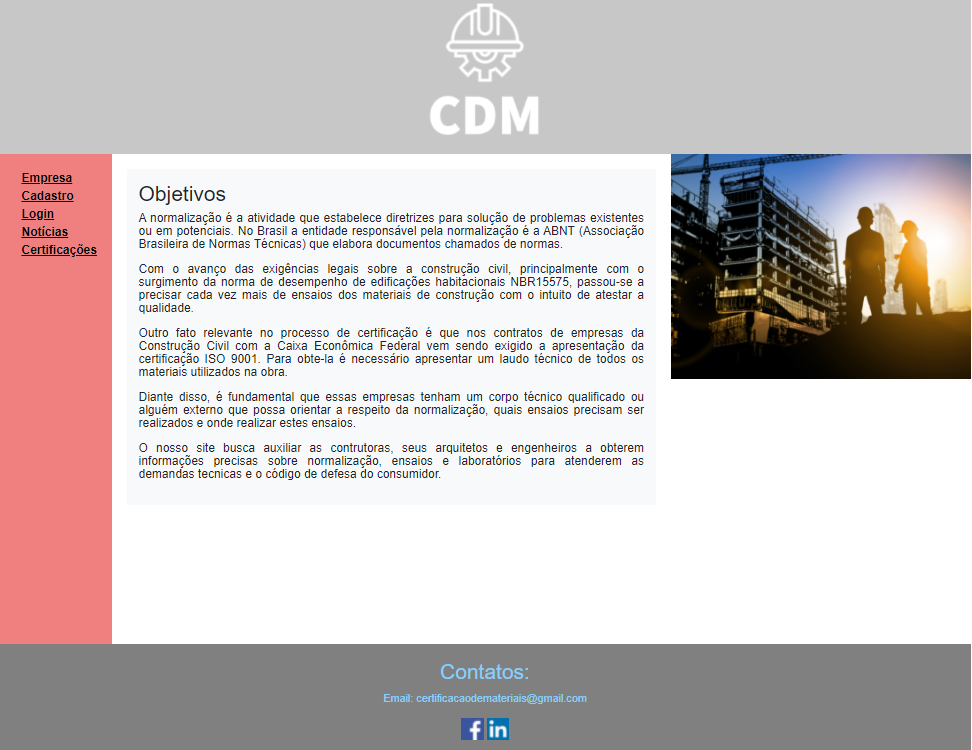 CDM
Empresa
Cadastro
Login
Notícias
Certificações
Objetivos
A normalização é a atividade que estabelece diretrizes para solução de problemas existentes
ou em potenciais. No Brasil a entidade responsável pela normalização é a ABNT (Associação
Brasileira de Normas Técnicas) que elabora documentos chamados de normas.
Com o avanço das exigências legais sobre a construção civil, principalmente com o
surgimento da norma de desempenho de edificações habitacionais NBR15575, passou-se a
precisar cada vez mais de ensaios dos materiais de construção com o intuito de atestar a
qualidade.
Outro fato relevante no processo de certificação é que nos contratos de empresas da
Construção Civil com a Caixa Econômica Federal vem sendo exigido a apresentação da
certificação ISO 9001. Para obte-la é necessário apresentar um laudo técnico de todos os
materiais utilizados na obra.
Diante disso, é fundamental que essas empresas tenham um corpo técnico qualificado ou
alguém externo que possa orientar a respeito da normalização, quais ensaios precisam ser
realizados e onde realizar estes ensaios.
O nosso site busca auxiliar as contrutoras, seus arquitetos e engenheiros a obterem
informações precisas sobre normalização, ensaios e laboratórios para atenderem as
demandas tecnicas e o código de defesa do consumidor.
Contatos:
Email: certificacaodemateriais@gmail.com
f in